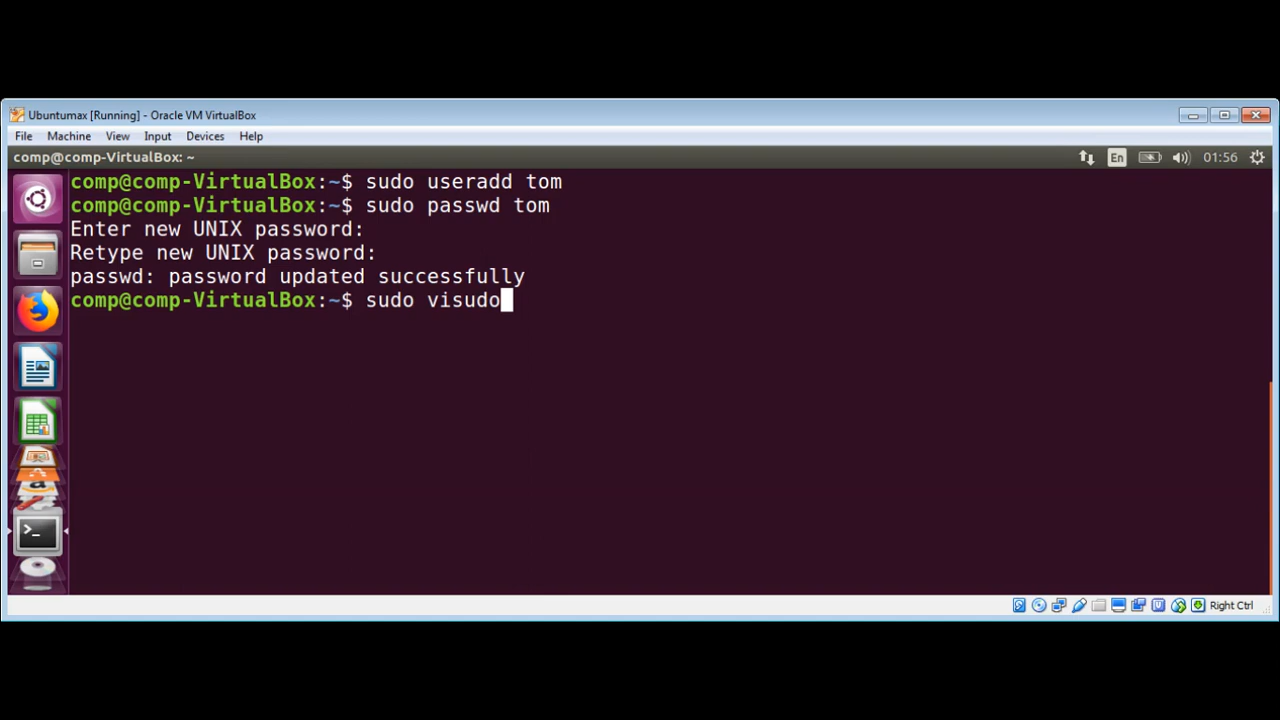 Ubuntumax [Running] - Oracle VM VirtualBox
File Machine View Input Devices Help
comp@comp-VirtualBox: ~ En 01:56
comp@comp-VirtualBox:~$ sudo useradd tom
comp@comp-VirtualBox:~$ sudo passwd tom
Enter new UNIX password:
Retype new UNIX password:
passwd: password updated successfully
comp@comp-VirtualBox:~$ sudo visudo
Right Ctrl